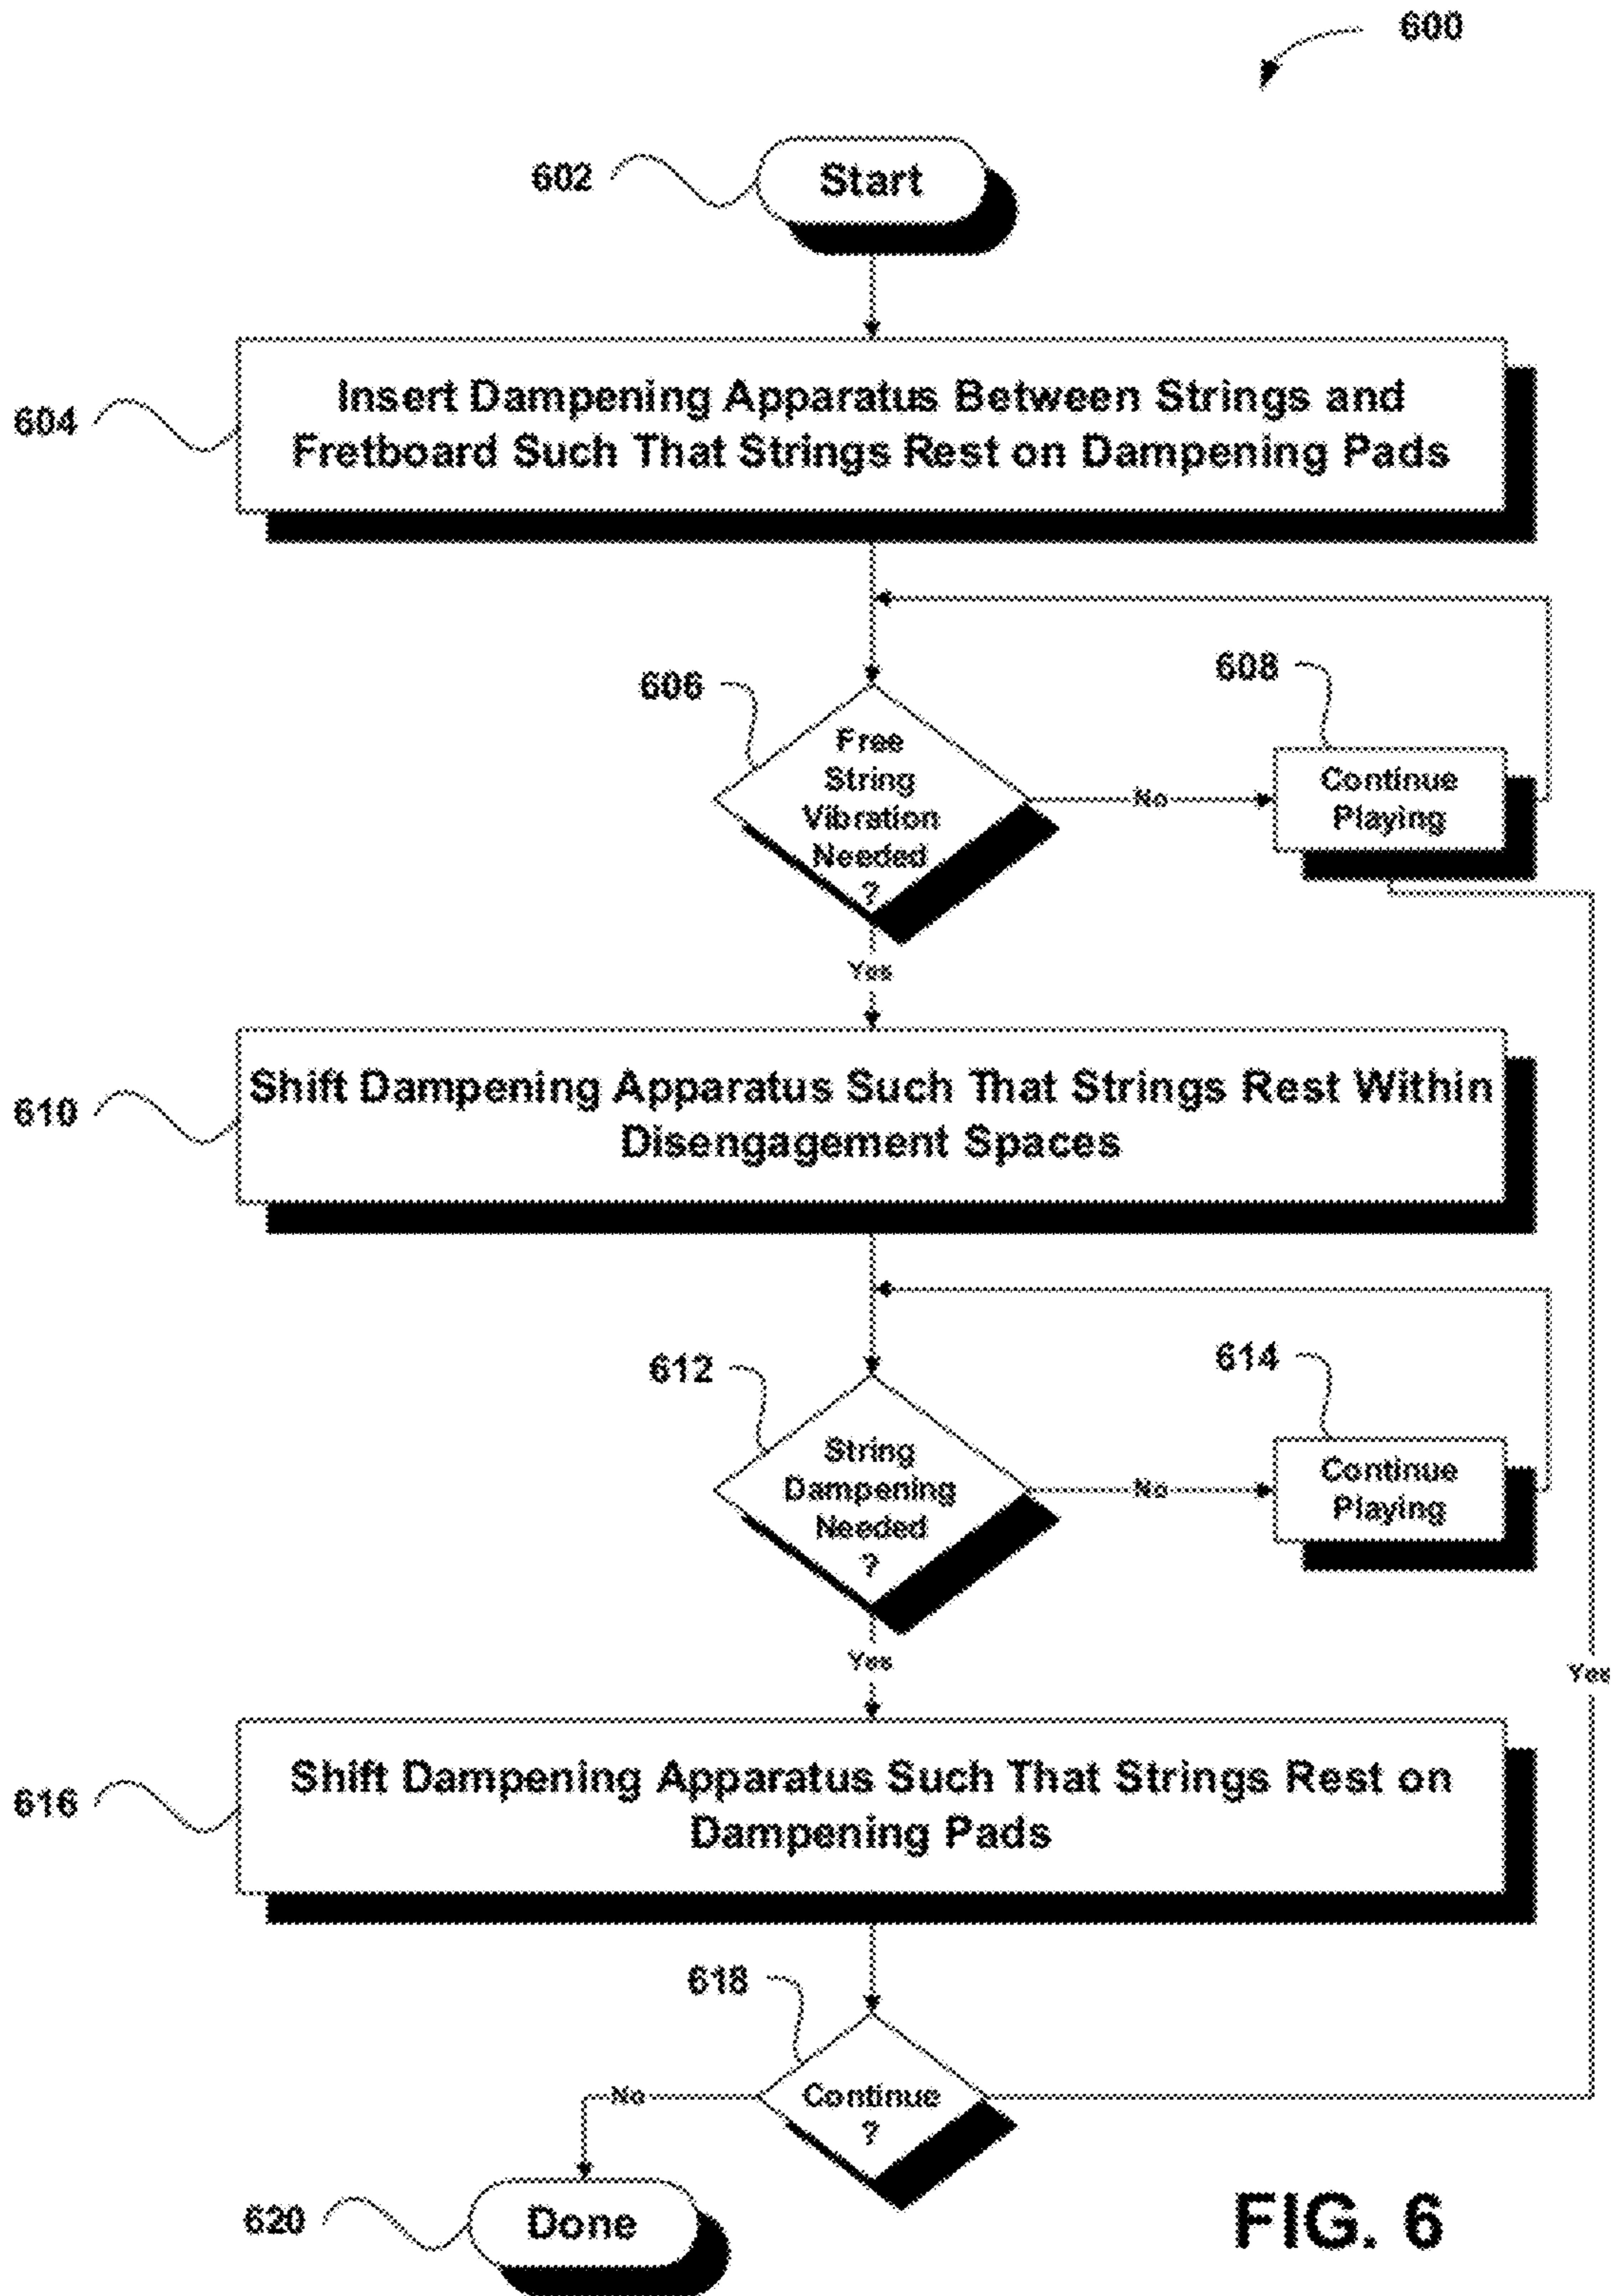 600
602
Start
604
Insert Dampening Apparatus Between Strings and
Fretboard Such That Strings Rest on Dampening Pads
606
Free
String
Vibration
Needed
?
No
608
Continue
Playing
Yes
610
Shift Dampening Apparatus Such That Strings Rest Within
Disengagement Spaces
612
String
Dampening
Needed
?
No
614
Continue
Playing
Yes
Yes
616
Shift Dampening Apparatus Such That Strings Rest on
Dampening Pads
618
Continue
?
No
620
Done
FIG. 6